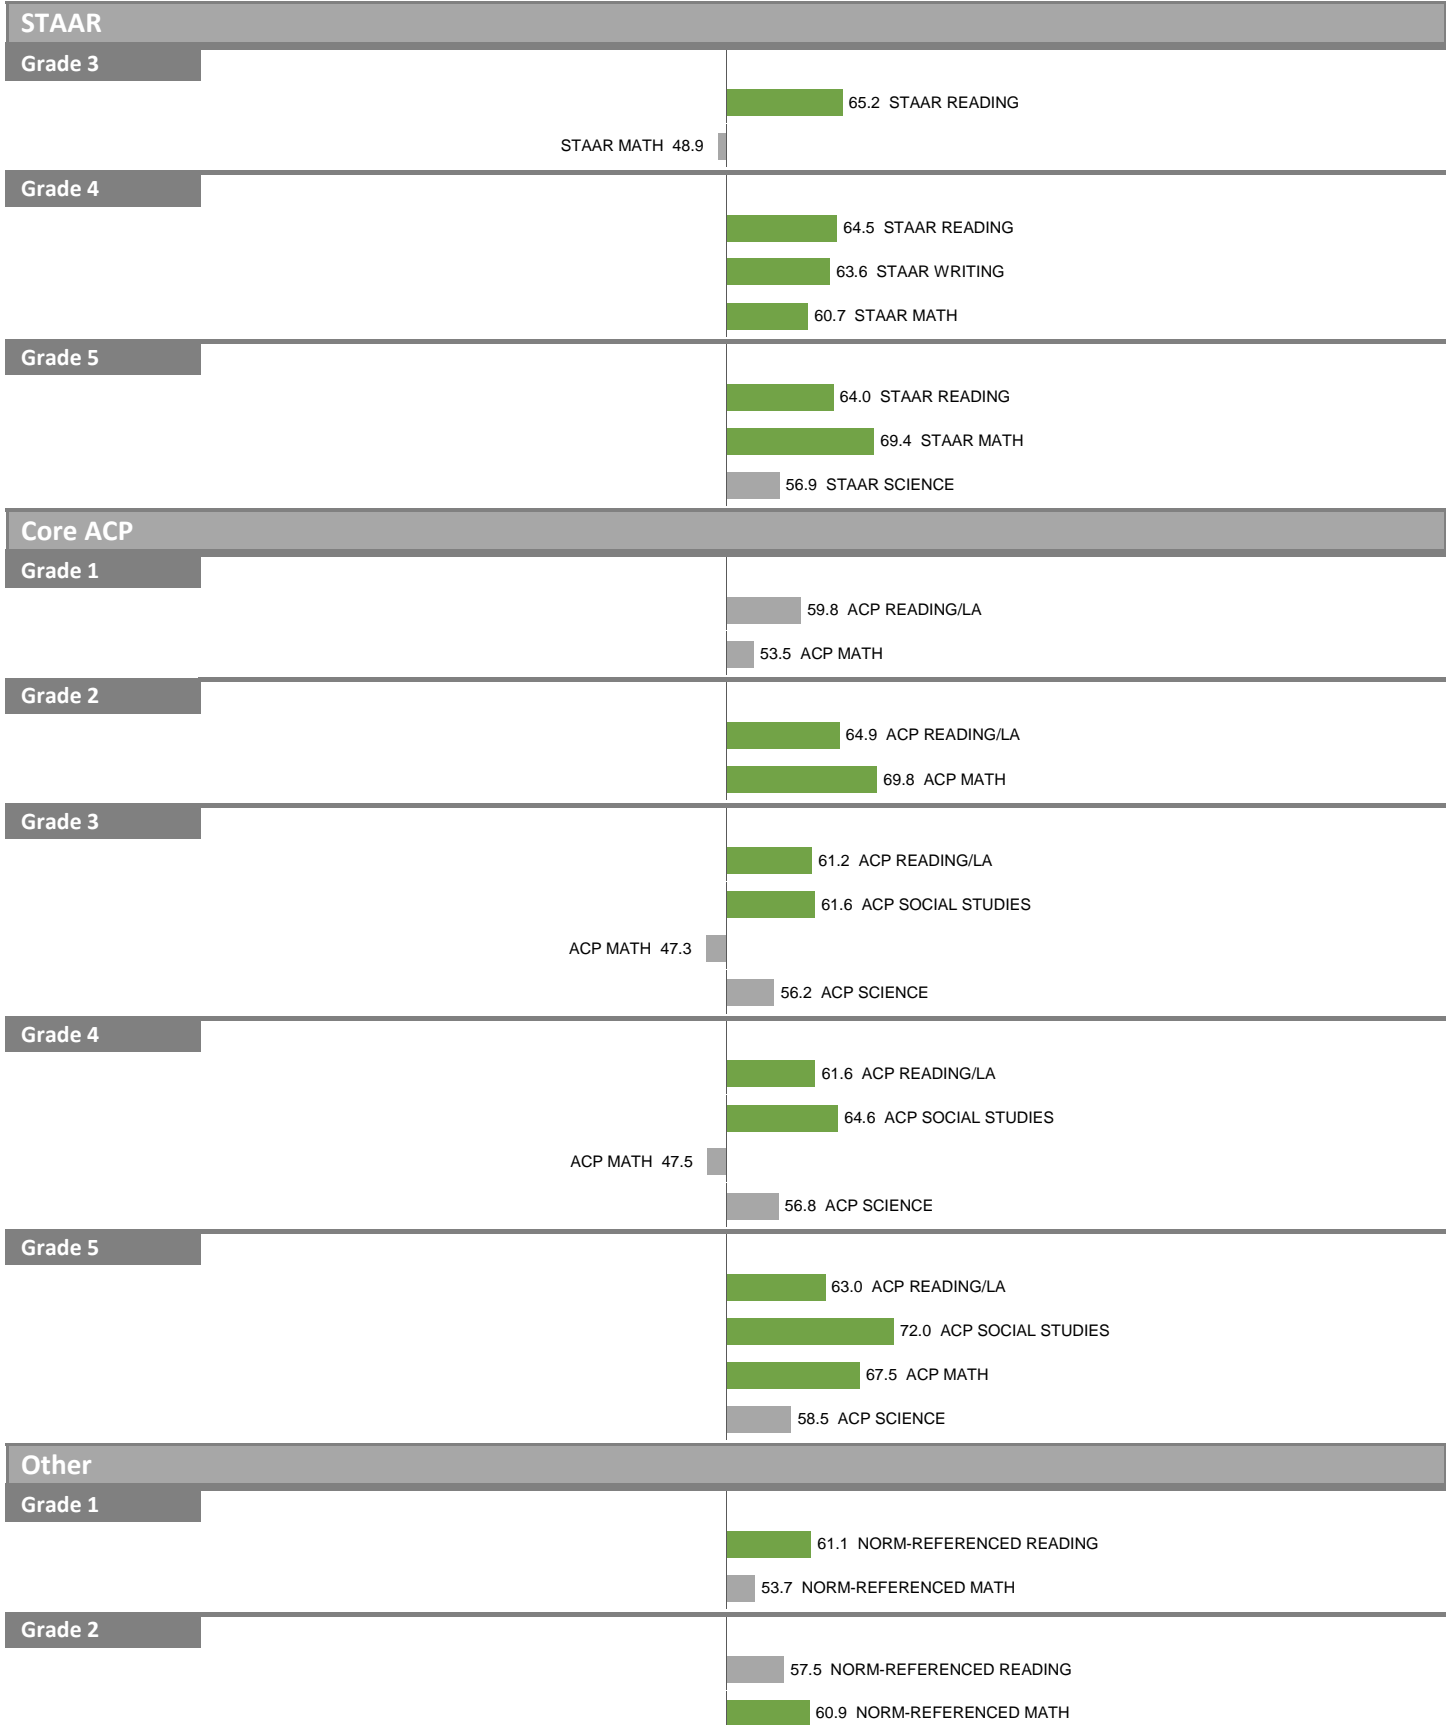 STAAR
Grade 3
65.2 STAAR READING
STAAR MATH 48.9
Grade 4
64.5 STAAR READING
63.6 STAAR WRITING
60.7 STAAR MATH
Grade 5
64.0 STAAR READING
69.4 STAAR MATH
56.9 STAAR SCIENCE
Core ACP
Grade 1
59.8 ACP READING/LA
53.5 ACP MATH
Grade 2
64.9 ACP READING/LA
69.8 ACP MATH
Grade 3
61.2 ACP READING/LA
61.6 ACP SOCIAL STUDIES
ACP MATH 47.3
56.2 ACP SCIENCE
Grade 4
61.6 ACP READING/LA
64.6 ACP SOCIAL STUDIES
ACP MATH 47.5
56.8 ACP SCIENCE
Grade 5
63.0 ACP READING/LA
72.0 ACP SOCIAL STUDIES
67.5 ACP MATH
58.5 ACP SCIENCE
Other
Grade 1
61.1 NORM-REFERENCED READING
53.7 NORM-REFERENCED MATH
Grade 2
57.5 NORM-REFERENCED READING
60.9 NORM-REFERENCED MATH